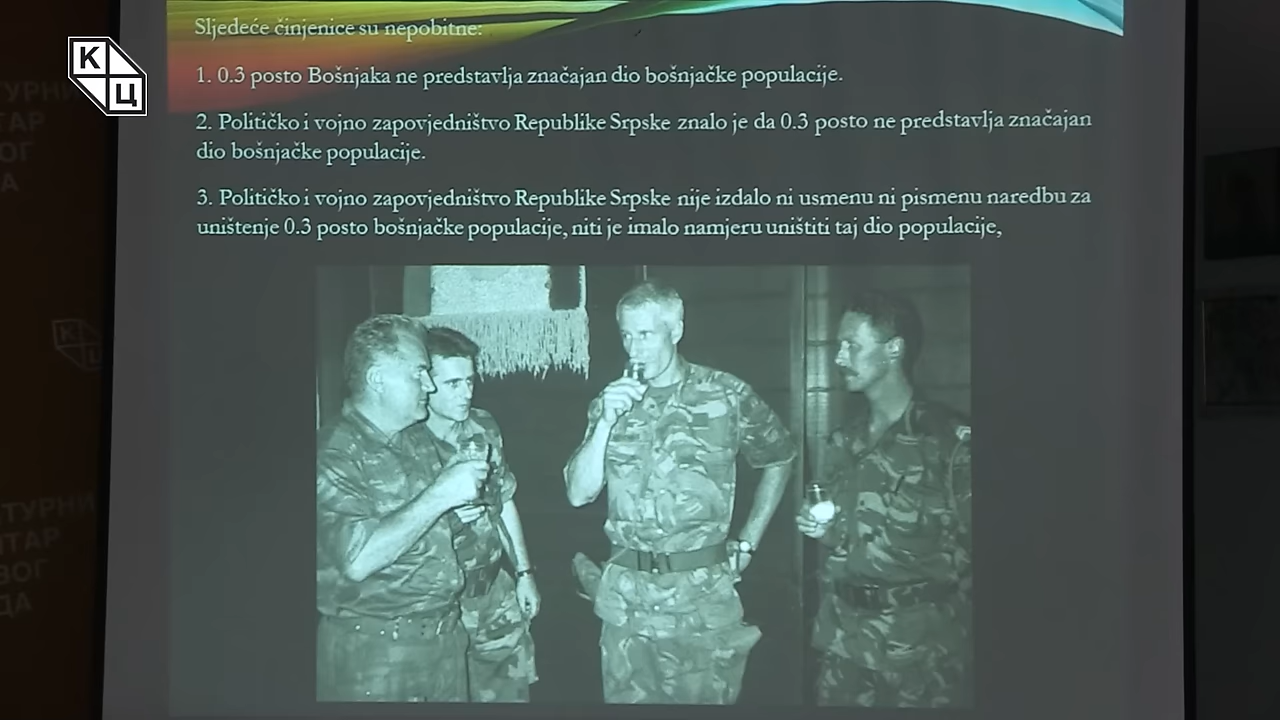 К
Ц
Sljedeće činjenice su nepobitne:
1. 0.3 posto Bošnjaka ne predstavlja značajan dio bošnjačke populacije.
2. Političko i vojno zapovjedništvo Republike Srpske znalo je da 0.3 posto ne predstavlja značajan
dio bošnjačke populacije.
3. Političko i vojno zapovjedništvo Republike Srpske nije izdalo ni usmenu ni pismenu naredbu za
uništenje 0.3 posto bošnjačke populacije, niti je imalo namjeru uništiti taj dio populacije,